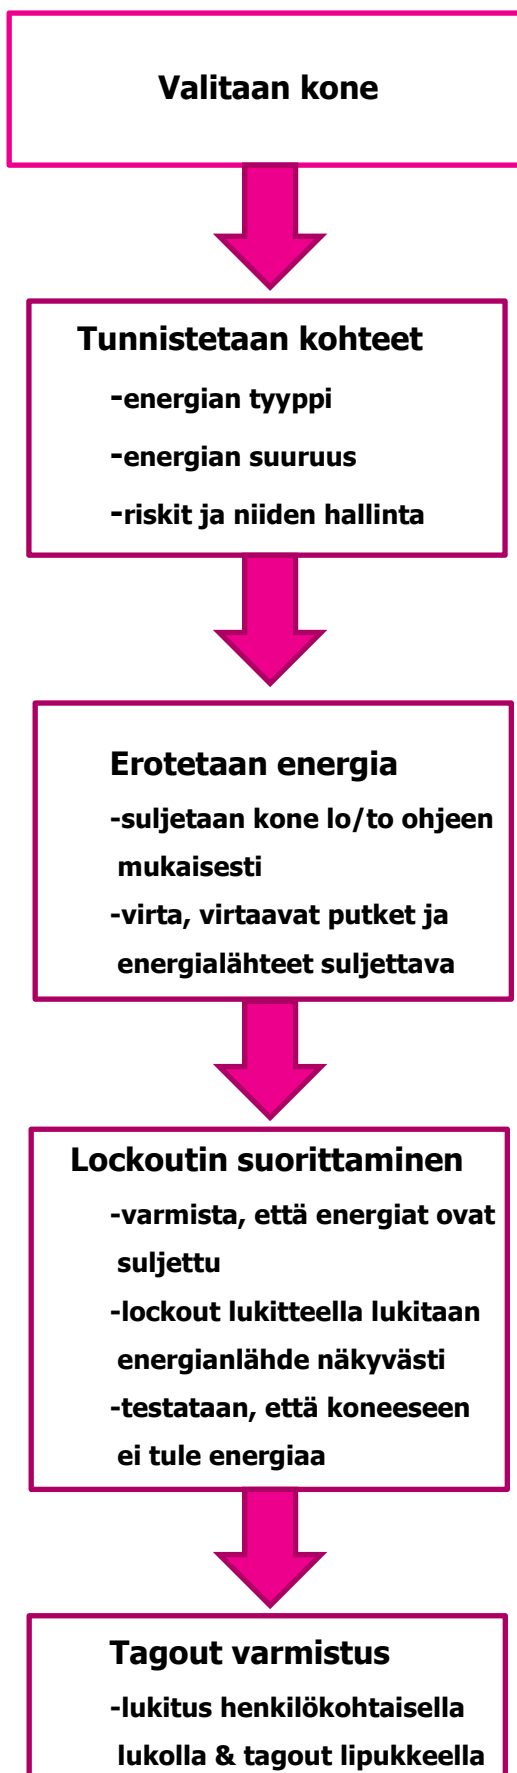 Valitaan kone
Tunnistetaan kohteet
-energian tyyppi
-energian suuruus
-riskit ja niiden hallinta
Erotetaan energia
-suljetaan kone lo/to ohjeen
mukaisesti
-virta, virtaavat putket ja
energialähteet suljettava
Lockoutin suorittaminen
-varmista, että energiat ovat
suljettu
-lockout lukitteella lukitaan
energianlähde näkyvästi
-testataan, että koneeseen
ei tule energiaa
Tagout varmistus
-lukitus henkilökohtaisella
lukolla & tagout lipukkeella